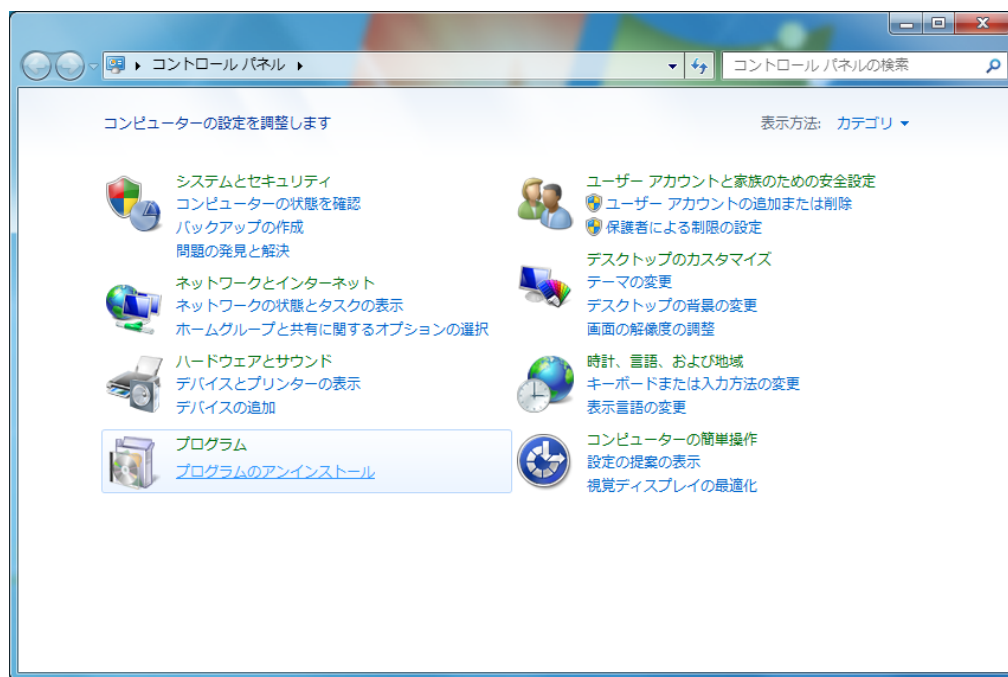 コントロール パネル
コントロール パネルの検索
コンピューターの設定を調整します
表示方法: カテゴリ
システムとセキュリティ
コンピューターの状態を確認
バックアップの作成
問題の発見と解決
ネットワークとインターネット
ネットワークの状態とタスクの表示
ホームグループと共有に関するオプションの選択
ハードウェアとサウンド
デバイスとプリンターの表示
デバイスの追加
プログラム
プログラムのアンインストール
ユーザー アカウントと家族のための安全設定
ユーザー アカウントの追加または削除
保護者による制限の設定
デスクトップのカスタマイズ
テーマの変更
デスクトップの背景の変更
画面の解像度の調整
時計、言語、および地域
キーボードまたは入力方法の変更
表示言語の変更
コンピューターの簡単操作
設定の提案の表示
視覚ディスプレイの最適化